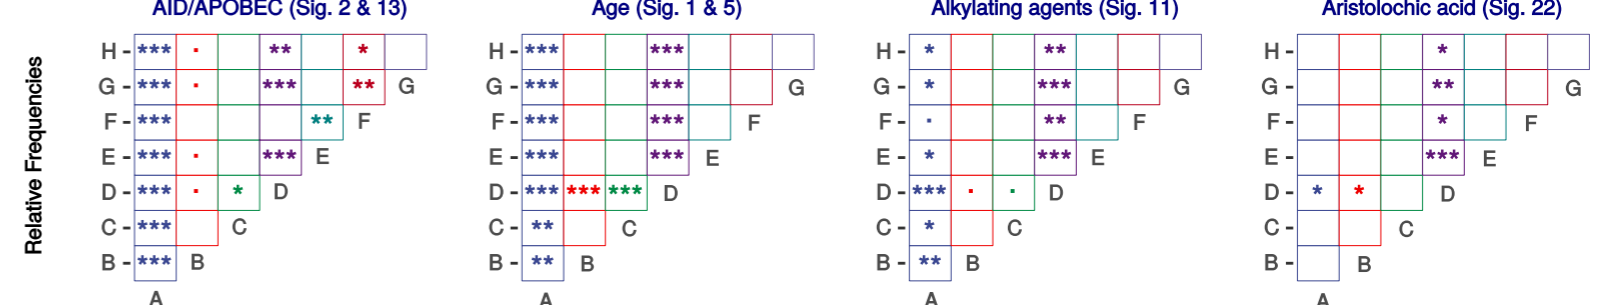 AID/APOBEC (Sig. 2 & 13)
Age (Sig. 1 & 5)
Alkylating agents (Sig. 11)
Aristolochic acid (Sig. 22)
Relative Frequencies
H - *** · ** *
G - *** · *** ** G
F - *** ** F
E - *** · *** E
D - *** · * D
C - *** C
B - *** B
A
H - *** ***
G - *** *** G
F - *** *** F
E - *** *** E
D - *** *** *** D
C - ** C
B - ** B
A
H - * **
G - * *** G
F - · ** F
E - * *** E
D - *** · · D
C - * C
B - ** B
A
H - *
G - ** G
F - * F
E - *** E
D - * * D
C - C
B - B
A